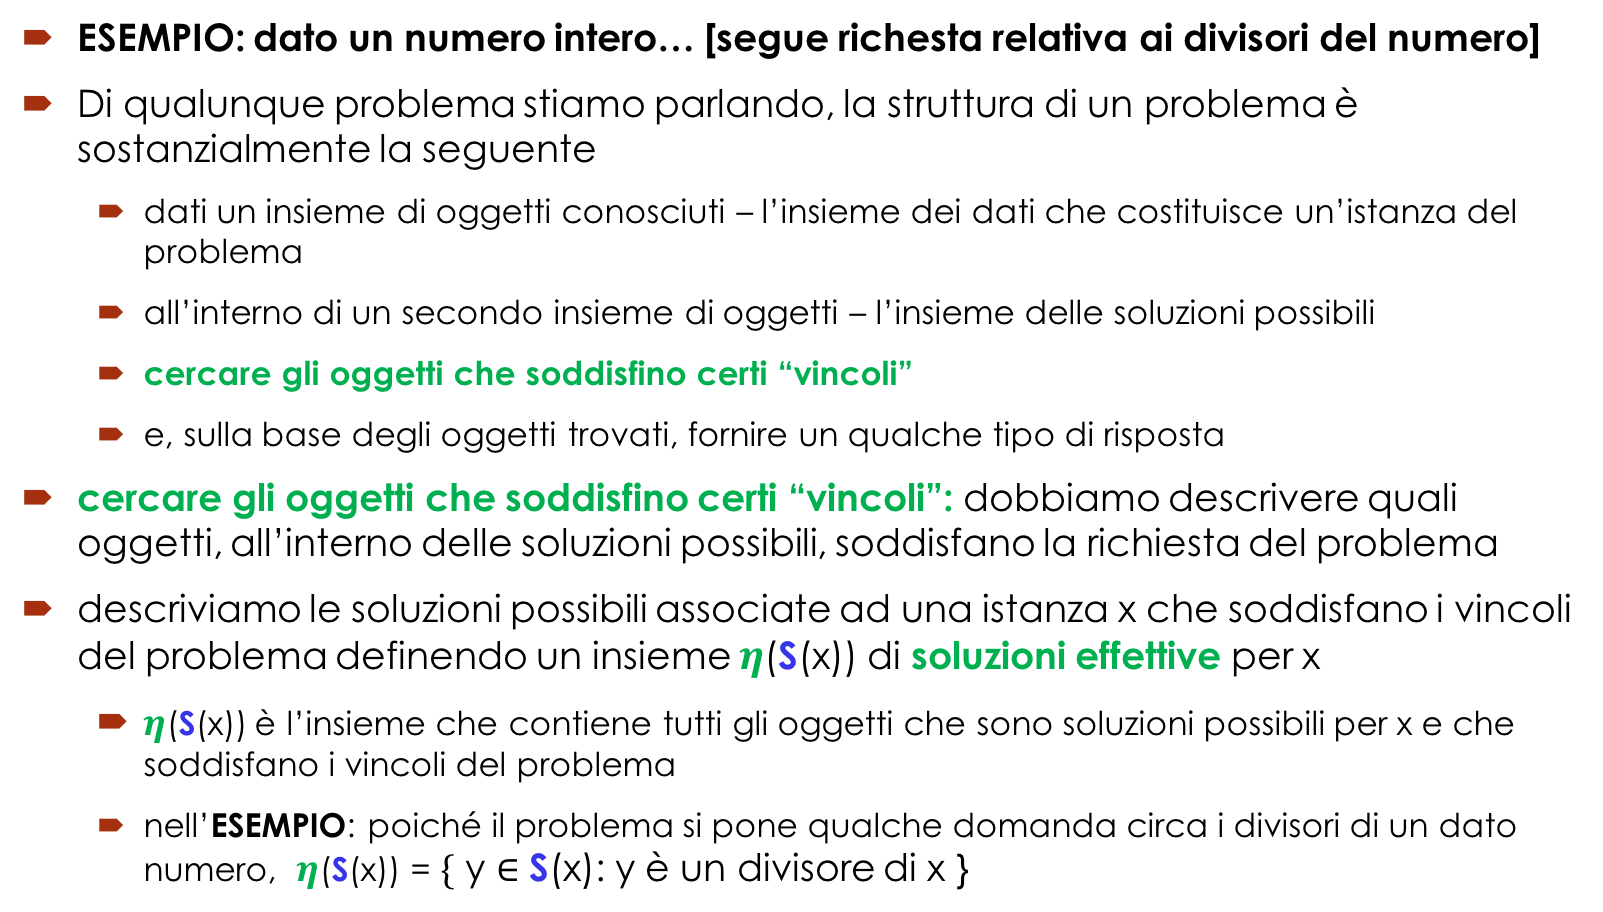 ESEMPIO: dato un numero intero… [segue richesta relativa ai divisori del numero]
Di qualunque problema stiamo parlando, la struttura di un problema è
sostanzialmente la seguente
dati un insieme di oggetti conosciuti – l’insieme dei dati che costituisce un’istanza del
problema
all’interno di un secondo insieme di oggetti – l’insieme delle soluzioni possibili
cercare gli oggetti che soddisfino certi “vincoli”
e, sulla base degli oggetti trovati, fornire un qualche tipo di risposta
cercare gli oggetti che soddisfino certi “vincoli”: dobbiamo descrivere quali
oggetti, all’interno delle soluzioni possibili, soddisfano la richiesta del problema
descriviamo le soluzioni possibili associate ad una istanza x che soddisfano i vincoli
del problema definendo un insieme η(S(x)) di soluzioni effettive per x
η(S(x)) è l’insieme che contiene tutti gli oggetti che sono soluzioni possibili per x e che
soddisfano i vincoli del problema
nell’ESEMPIO: poiché il problema si pone qualche domanda circa i divisori di un dato
numero, η(S(x)) = { y ∈ S(x): y è un divisore di x }